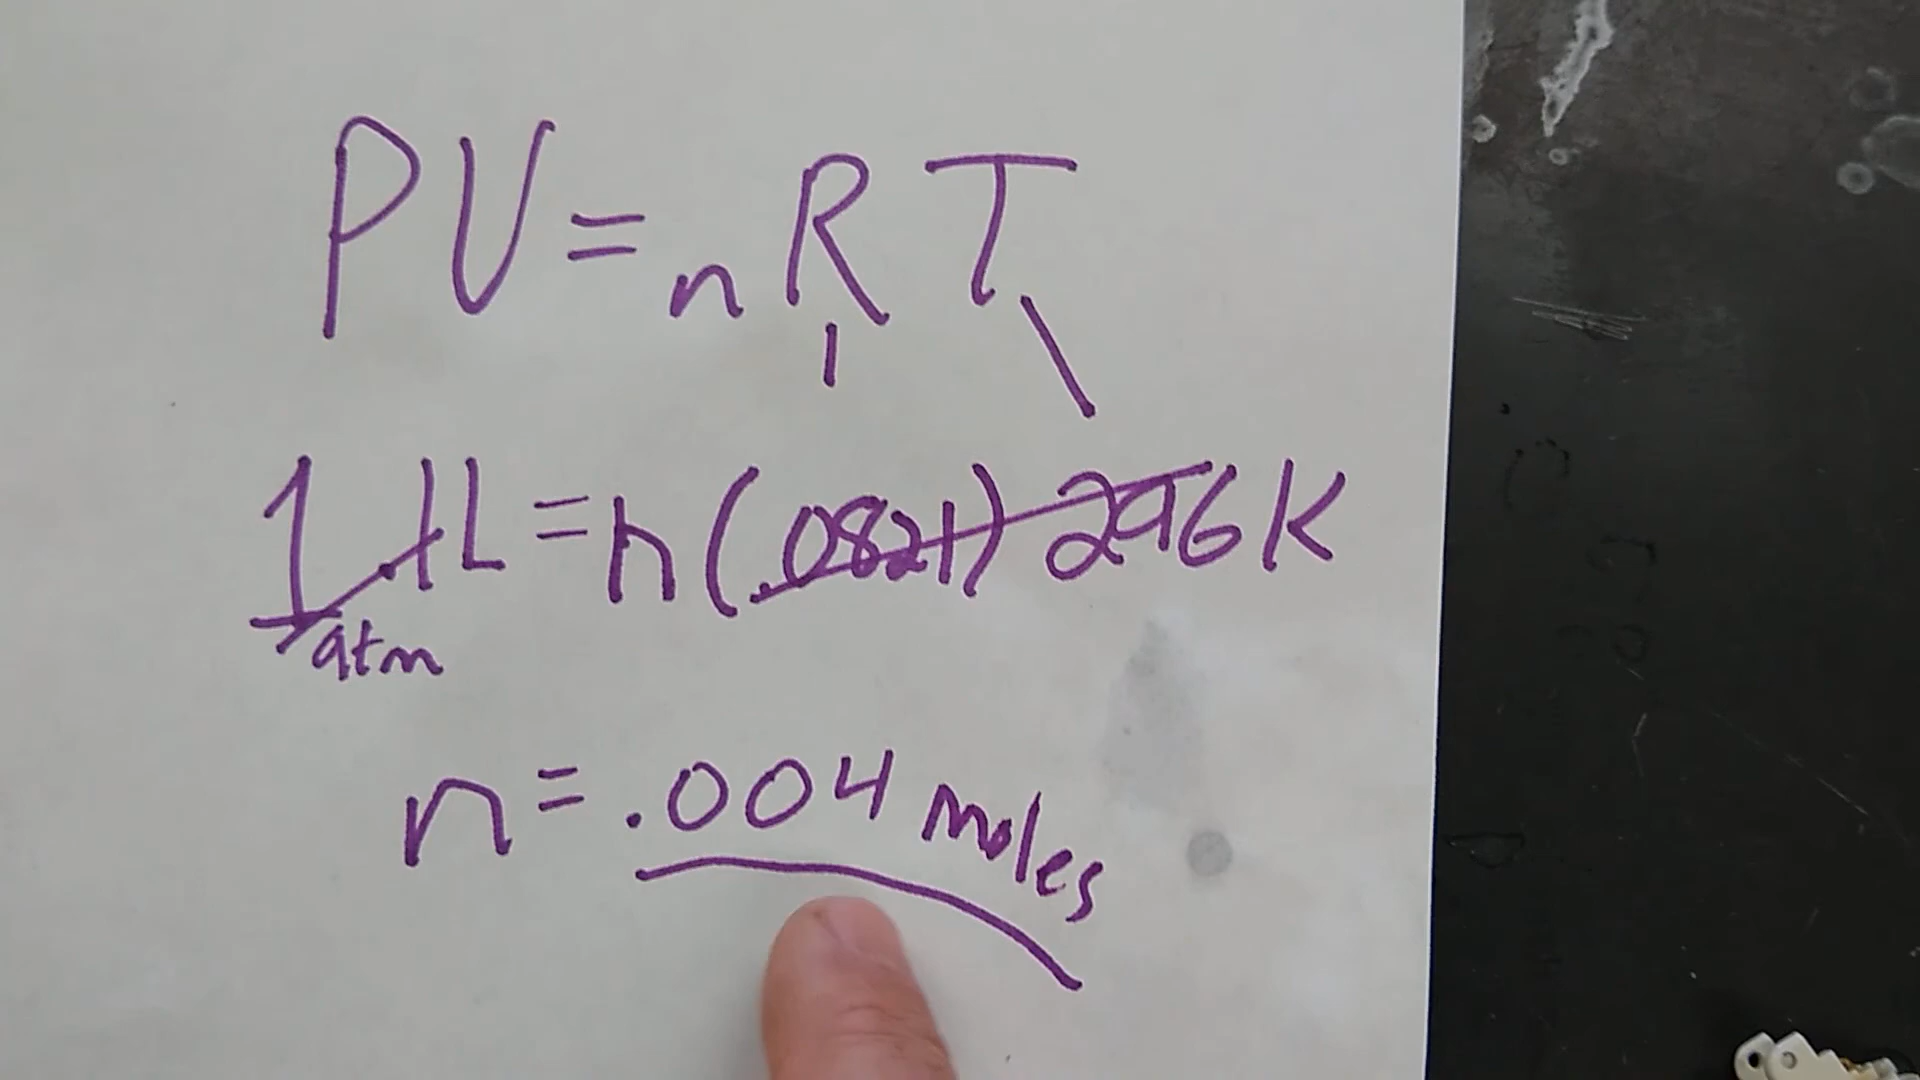 PV=nRT
1 .1L=n(.0821)296K
atm
n=.004 moles